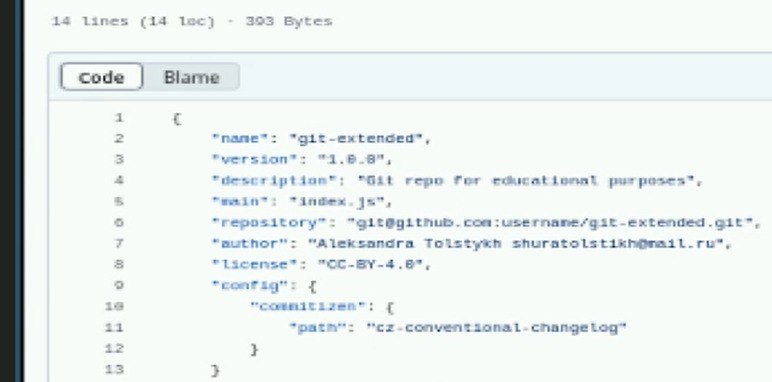 14 lines (14 loc) · 393 Bytes
Code Blame
1 {
2 "name": "git-extended",
3 "version": "1.0.0",
4 "description": "Git repo for educational purposes",
5 "main": "index.js",
6 "repository": "git@github.com:username/git-extended.git",
7 "author": "Aleksandra Tolstykh shuratolstikh@mail.ru",
8 "license": "CC-BY-4.0",
9 "config": {
10 "commitizen": {
11 "path": "cz-conventional-changelog"
12 }
13 }